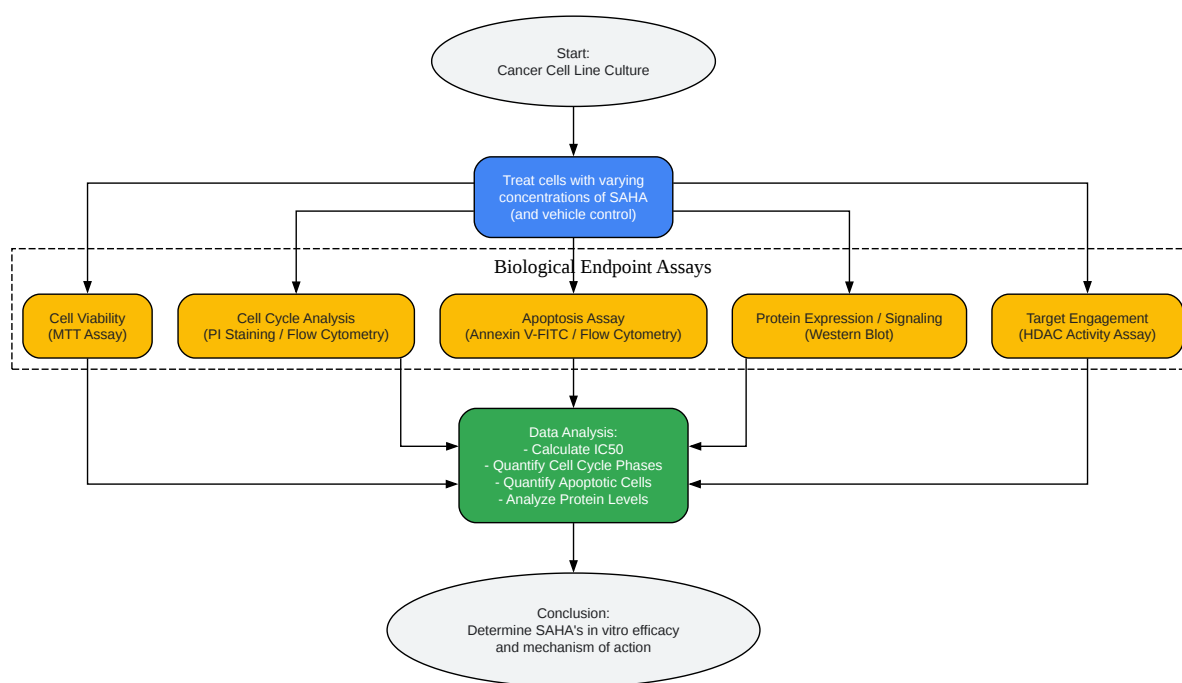 Start:
Cancer Cell Line Culture
Treat cells with varying
concentrations of SAHA
(and vehicle control)
Biological Endpoint Assays
Cell Viability
(MTT Assay)
Cell Cycle Analysis
(PI Staining / Flow Cytometry)
Apoptosis Assay
(Annexin V-FITC / Flow Cytometry)
Protein Expression / Signaling
(Western Blot)
Target Engagement
(HDAC Activity Assay)
Data Analysis:
- Calculate IC50
- Quantify Cell Cycle Phases
- Quantify Apoptotic Cells
- Analyze Protein Levels
Conclusion:
Determine SAHA's in vitro efficacy
and mechanism of action